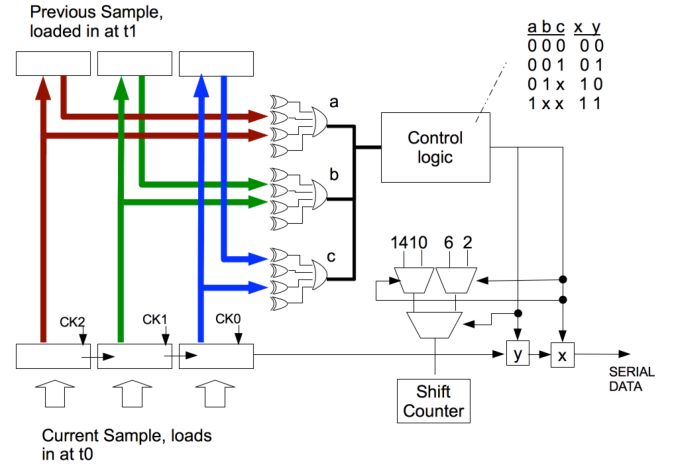 Previous Sample,
loaded in at t1
a b c x y
0 0 0 0 0
0 0 1 0 1
0 1 x 1 0
1 x x 1 1
a
Control
logic
b
c
1410 6 2
CK2
CK1
CK0
y
x
SERIAL
DATA
Shift
Counter
Current Sample, loads
in at t0